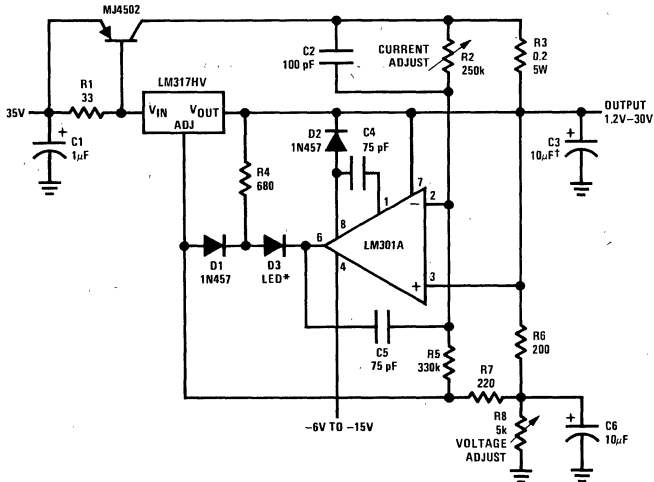 MJ4502
C2
100 pF
CURRENT
ADJUST
R2
250k
R3
0.2
5W
R1
33
LM317HV
35V
VIN
VOUT
ADJ
OUTPUT
1.2V–30V
C1
1μF
+
D2
1N457
C4
75 pF
C3
10μF†
+
R4
680
8
1
7
2
−
6
LM301A
4
+
3
D1
1N457
D3
LED*
C5
75 pF
R5
330k
R6
200
R7
220
R8
5k
VOLTAGE
ADJUST
+
C6
10μF
−6V TO −15V